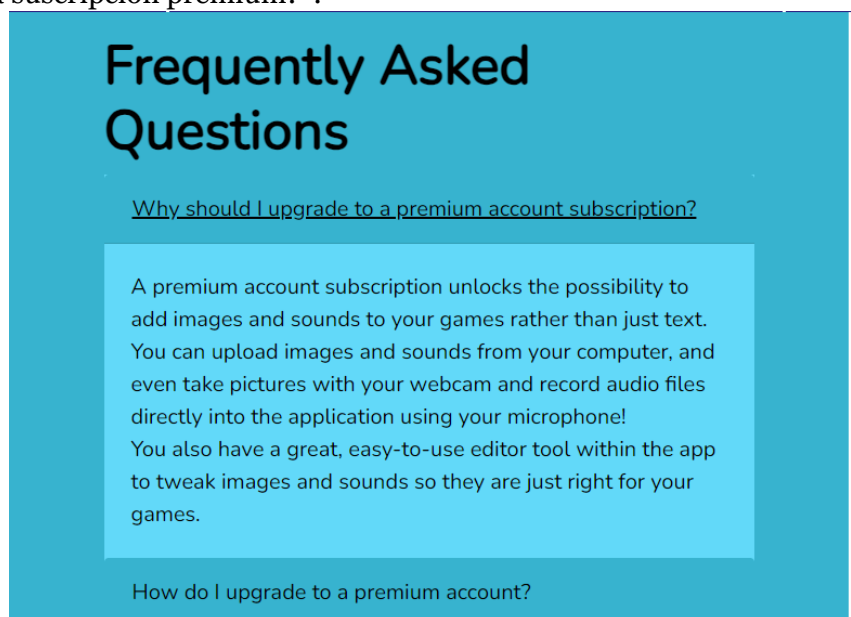 suscripción premium?".
Frequently Asked
Questions
Why should I upgrade to a premium account subscription?
A premium account subscription unlocks the possibility to
add images and sounds to your games rather than just text.
You can upload images and sounds from your computer, and
even take pictures with your webcam and record audio files
directly into the application using your microphone!
You also have a great, easy-to-use editor tool within the app
to tweak images and sounds so they are just right for your
games.
How do I upgrade to a premium account?